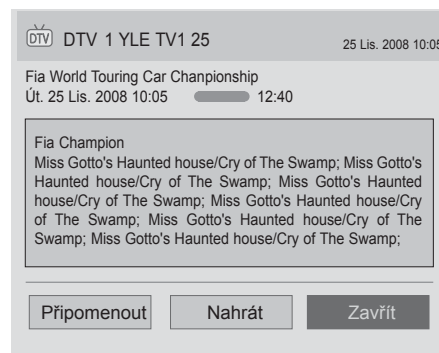 DTV DTV 1 YLE TV1 25 25 Lis. 2008 10:05
Fia World Touring Car Chanpionship
Út. 25 Lis. 2008 10:05 12:40
Fia Champion
Miss Gotto's Haunted house/Cry of The Swamp; Miss Gotto's
Haunted house/Cry of The Swamp; Miss Gotto's Haunted
house/Cry of The Swamp; Miss Gotto's Haunted house/Cry
of The Swamp; Miss Gotto's Haunted house/Cry of The
Swamp; Miss Gotto's Haunted house/Cry of The Swamp;
Připomenout Nahrát Zavřít